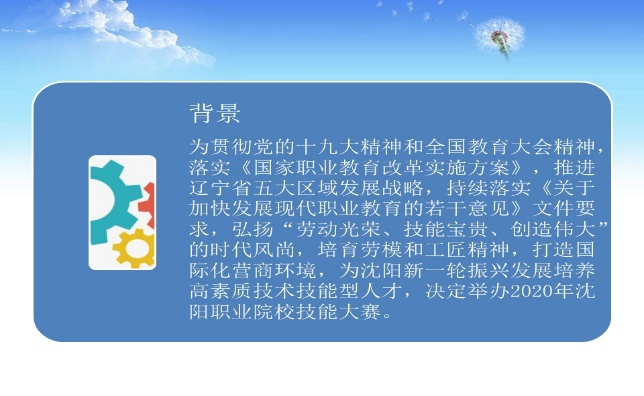 背景
为贯彻党的十九大精神和全国教育大会精神，
落实《国家职业教育改革实施方案》，推进
辽宁省五大区域发展战略，持续落实《关于
加快发展现代职业教育的若干意见》文件要
求，弘扬“劳动光荣、技能宝贵、创造伟大”
的时代风尚，培育劳模和工匠精神，打造国
际化营商环境，为沈阳新一轮振兴发展培养
高素质技术技能型人才，决定举办2020年沈
阳职业院校技能大赛。